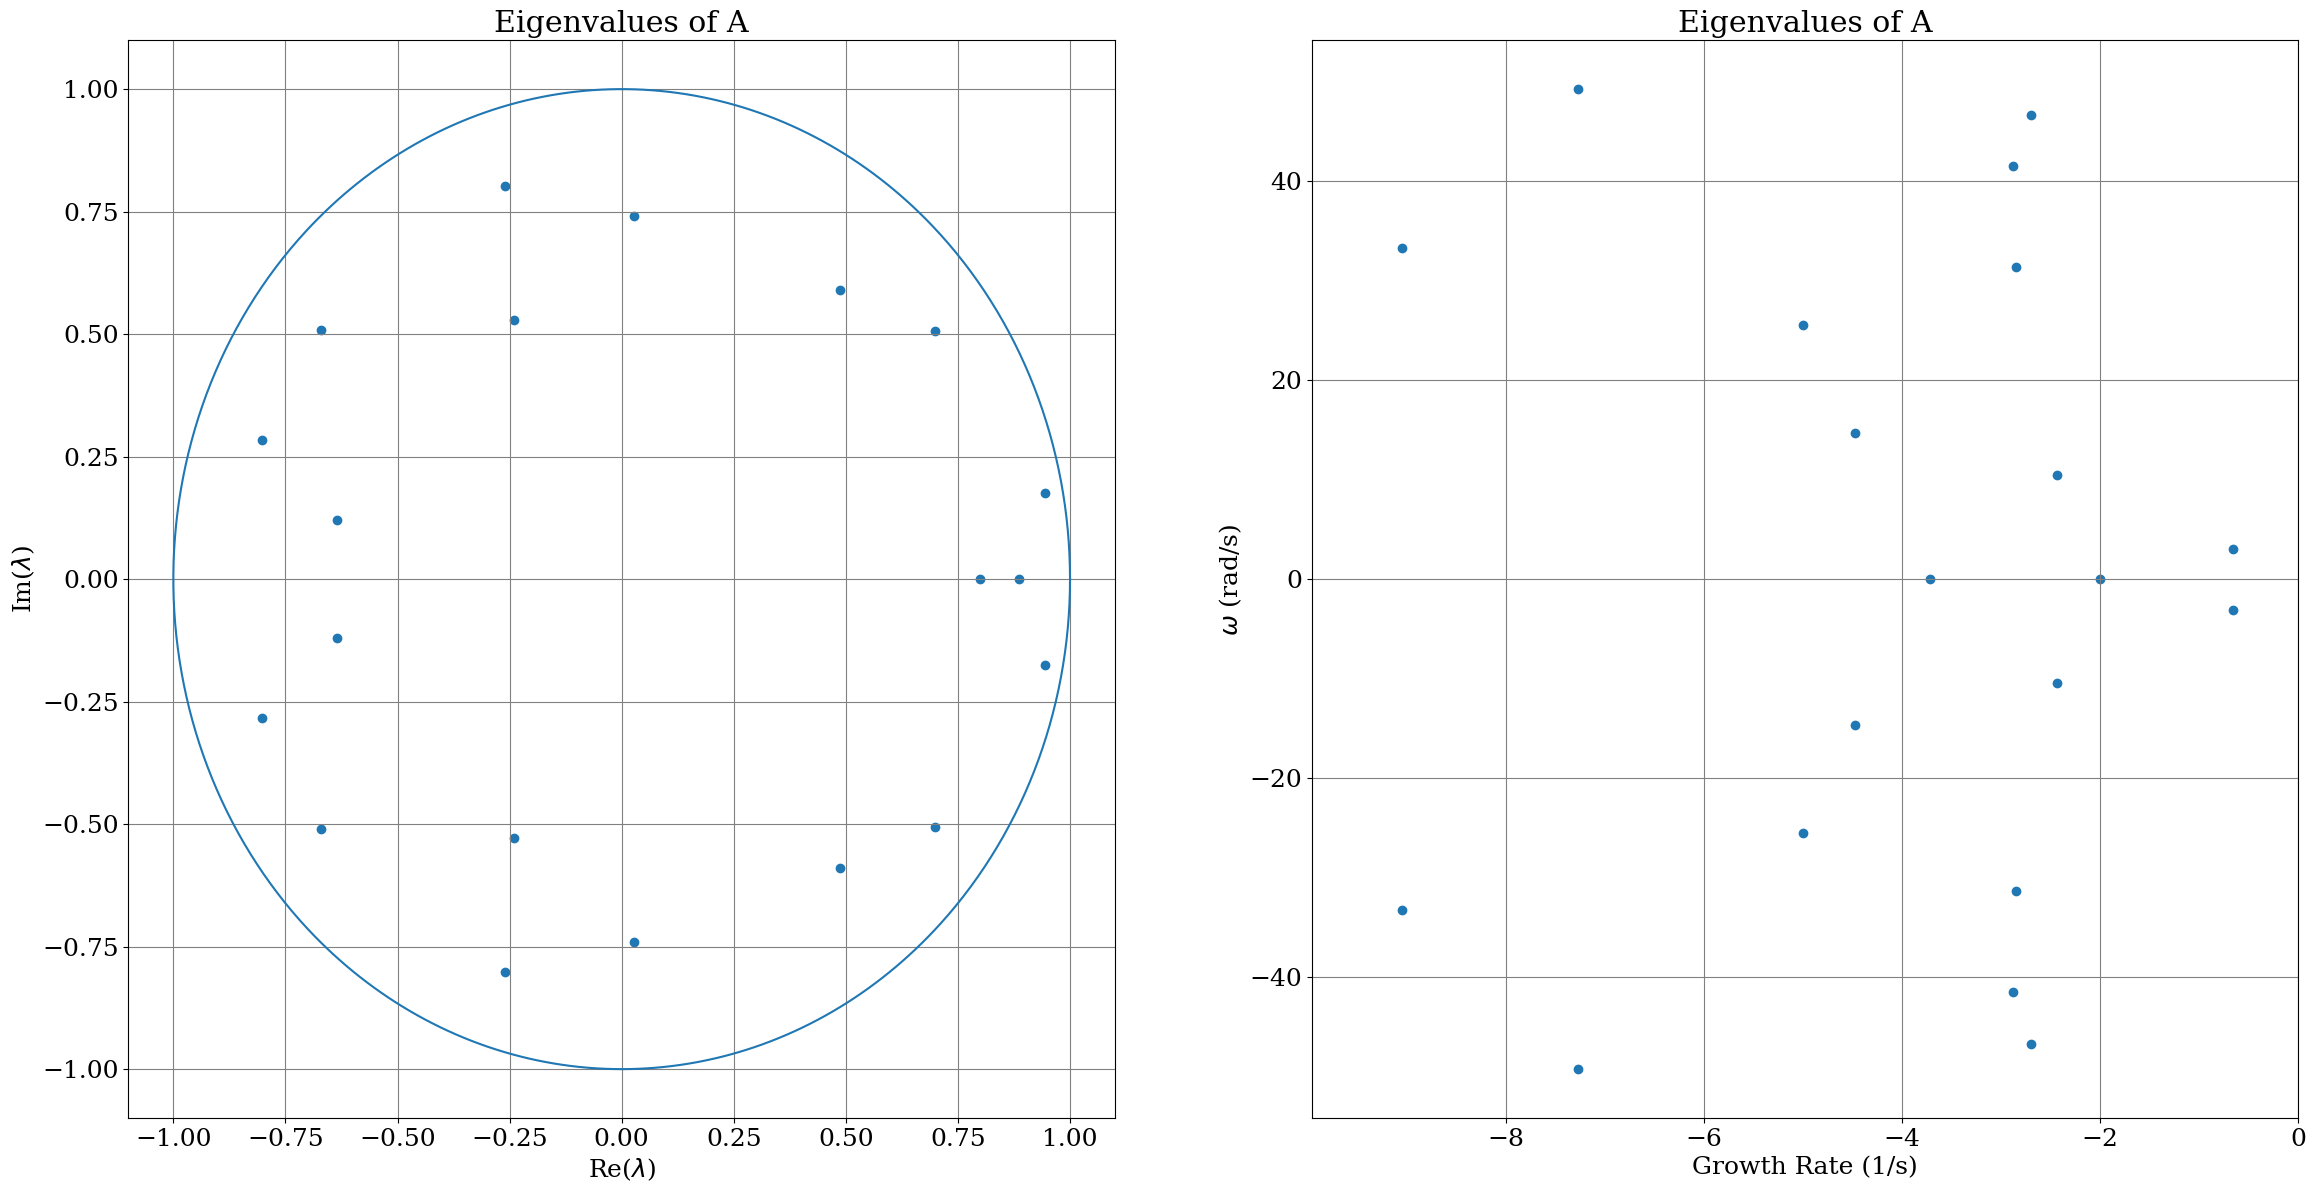 Eigenvalues of A
1.00
0.75
0.50
0.25
0.00
−0.25
−0.50
−0.75
−1.00
Im(λ)
−1.00 −0.75 −0.50 −0.25 0.00 0.25 0.50 0.75 1.00
Re(λ)
Eigenvalues of A
40
20
0
−20
−40
ω (rad/s)
−8 −6 −4 −2 0
Growth Rate (1/s)